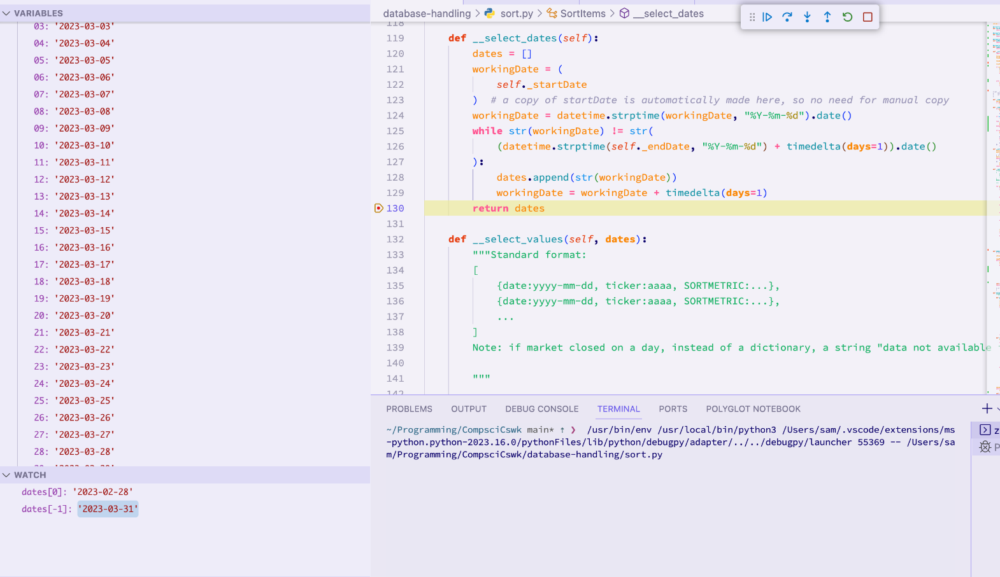 VARIABLES
03: '2023-03-03'
04: '2023-03-04'
05: '2023-03-05'
06: '2023-03-06'
07: '2023-03-07'
08: '2023-03-08'
09: '2023-03-09'
10: '2023-03-10'
11: '2023-03-11'
12: '2023-03-12'
13: '2023-03-13'
14: '2023-03-14'
15: '2023-03-15'
16: '2023-03-16'
17: '2023-03-17'
18: '2023-03-18'
19: '2023-03-19'
20: '2023-03-20'
21: '2023-03-21'
22: '2023-03-22'
23: '2023-03-23'
24: '2023-03-24'
25: '2023-03-25'
26: '2023-03-26'
27: '2023-03-27'
28: '2023-03-28'
WATCH
dates[0]: '2023-02-28'
dates[-1]: '2023-03-31'
database-handling > sort.py > SortItems > __select_dates
118
119 def __select_dates(self):
120 dates = []
121 workingDate = (
122 self._startDate
123 ) # a copy of startDate is automatically made here, so no need for manual copy
124 workingDate = datetime.strptime(workingDate, "%Y-%m-%d").date()
125 while str(workingDate) != str(
126 (datetime.strptime(self._endDate, "%Y-%m-%d") + timedelta(days=1)).date()
127 ):
128 dates.append(str(workingDate))
129 workingDate = workingDate + timedelta(days=1)
130 return dates
131
132 def __select_values(self, dates):
133 """Standard format:
134 [
135 {date:yyyy-mm-dd, ticker:aaaa, SORTMETRIC:...},
136 {date:yyyy-mm-dd, ticker:aaaa, SORTMETRIC:...},
137 ...
138 ]
139 Note: if market closed on a day, instead of a dictionary, a string "data not available
140
141 """
142
PROBLEMS OUTPUT DEBUG CONSOLE TERMINAL PORTS POLYGLOT NOTEBOOK
~/Programming/CompsciCswk main* ↑ ❯ /usr/bin/env /usr/local/bin/python3 /Users/sam/.vscode/extensions/ms
-python.python-2023.16.0/pythonFiles/lib/python/debugpy/adapter/../../debugpy/launcher 55369 -- /Users/sa
m/Programming/CompsciCswk/database-handling/sort.py
z
P